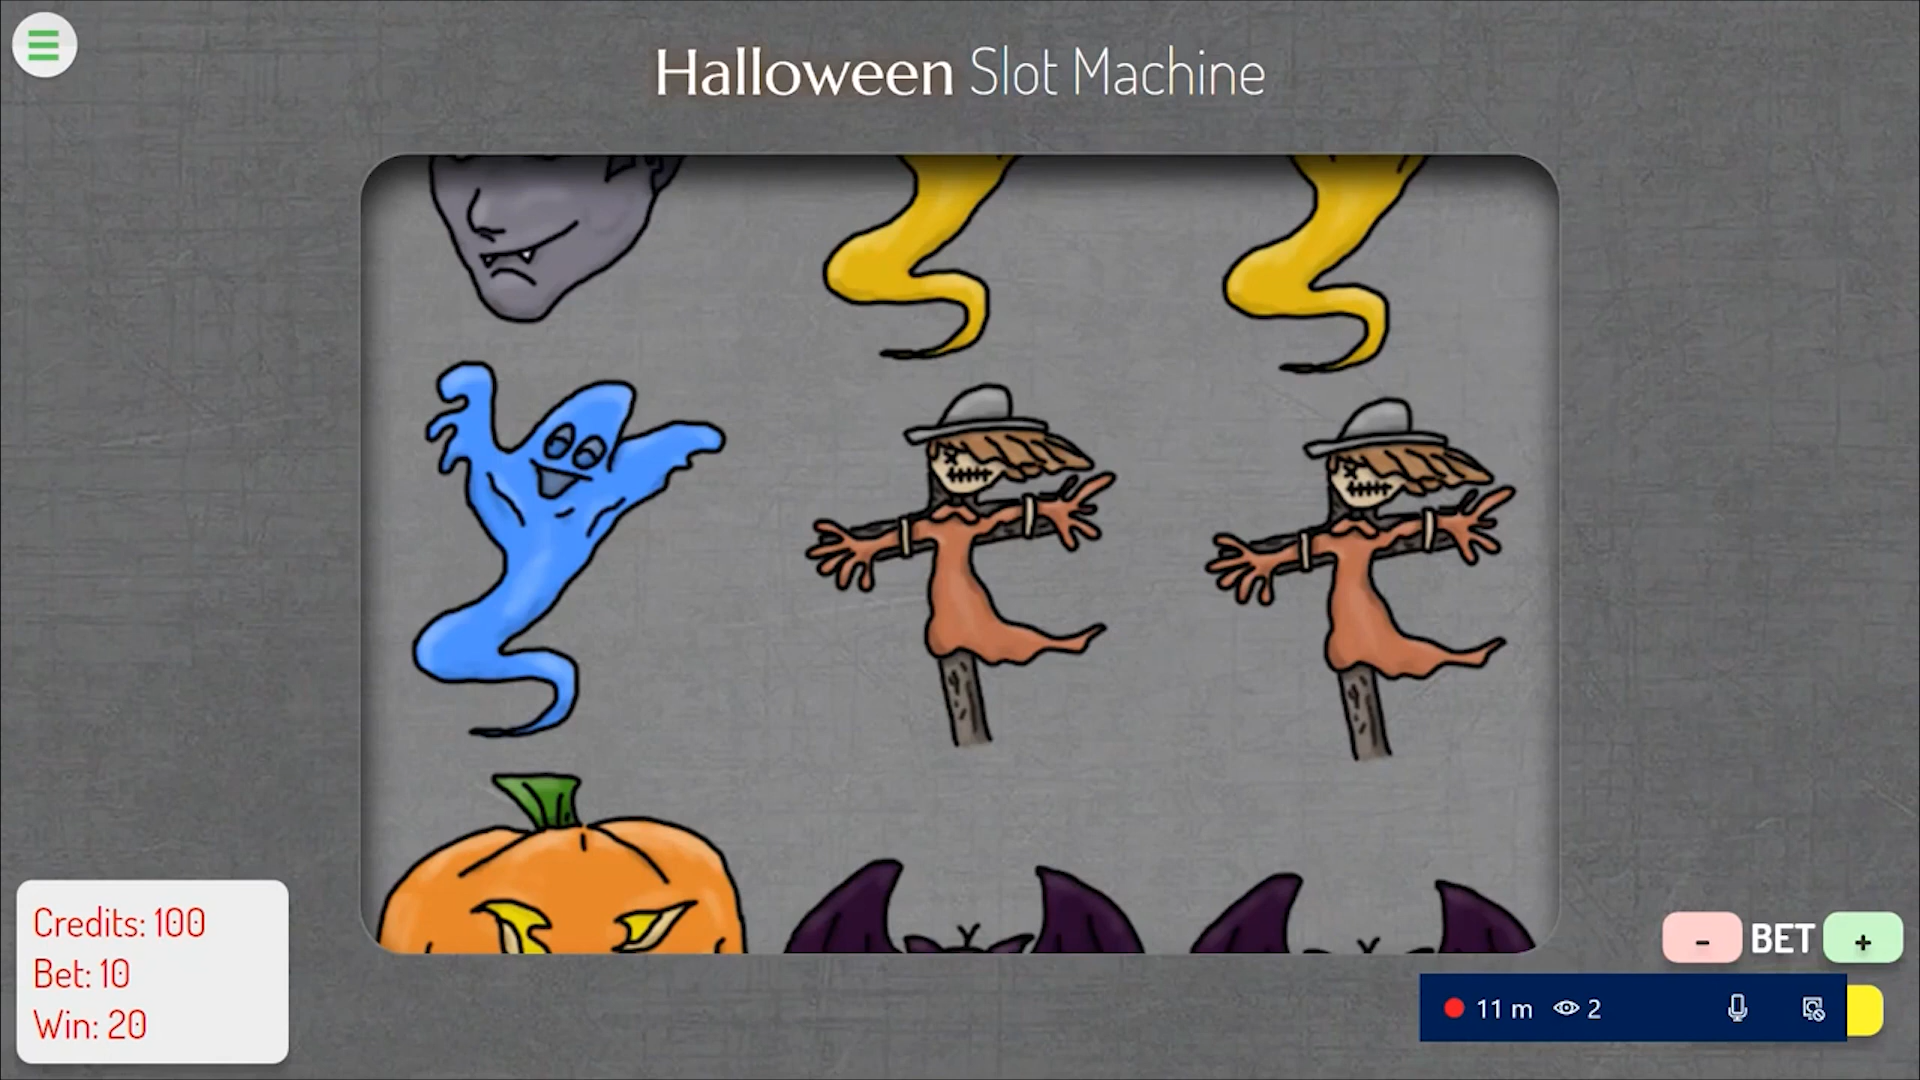 Halloween Slot Machine
Credits: 100
Bet: 10
Win: 20
- BET +
11 m 2